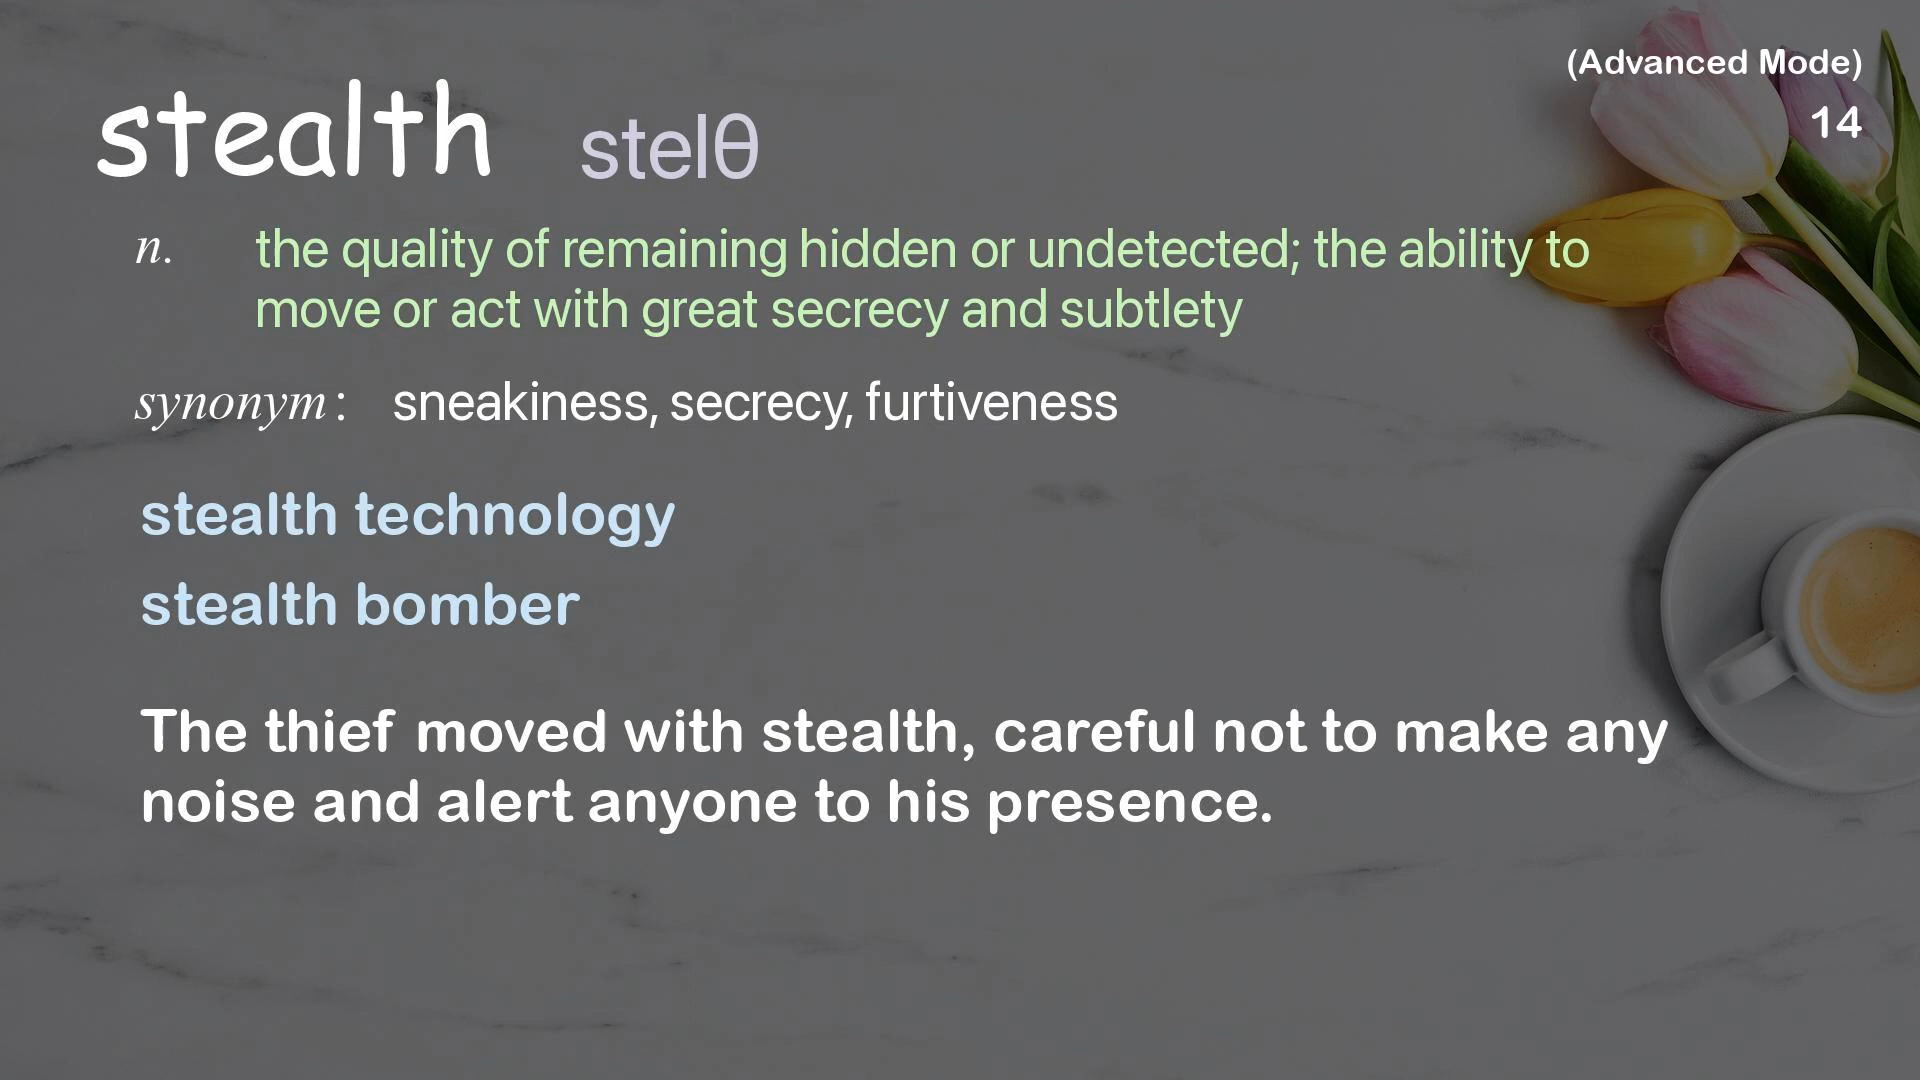 (Advanced Mode)
14
stealth stelθ
n. the quality of remaining hidden or undetected; the ability to
move or act with great secrecy and subtlety
synonym: sneakiness, secrecy, furtiveness
stealth technology
stealth bomber
The thief moved with stealth, careful not to make any
noise and alert anyone to his presence.